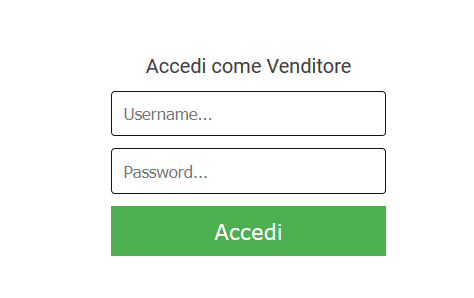 Accedi come Venditore
Username...
Password...
Accedi